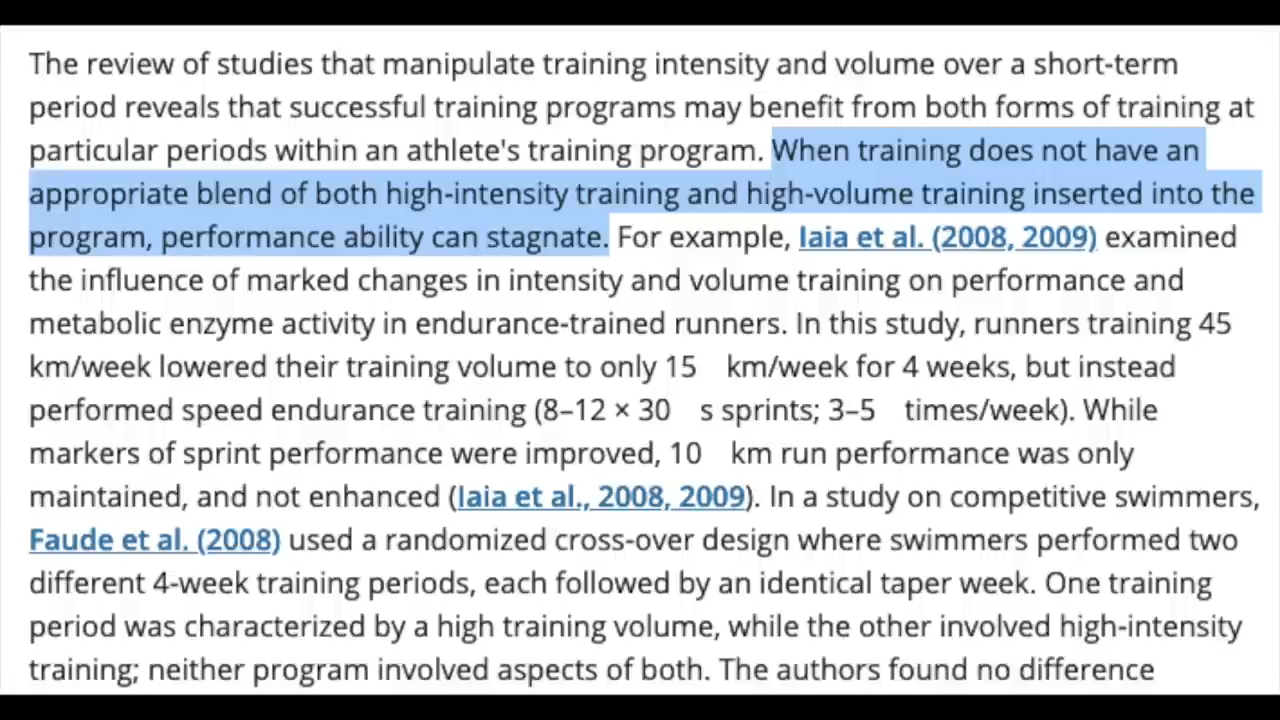 The review of studies that manipulate training intensity and volume over a short-term
period reveals that successful training programs may benefit from both forms of training at
particular periods within an athlete's training program. When training does not have an
appropriate blend of both high-intensity training and high-volume training inserted into the
program, performance ability can stagnate. For example, Iaia et al. (2008, 2009) examined
the influence of marked changes in intensity and volume training on performance and
metabolic enzyme activity in endurance-trained runners. In this study, runners training 45
km/week lowered their training volume to only 15 km/week for 4 weeks, but instead
performed speed endurance training (8–12 × 30 s sprints; 3–5 times/week). While
markers of sprint performance were improved, 10 km run performance was only
maintained, and not enhanced (Iaia et al., 2008, 2009). In a study on competitive swimmers,
Faude et al. (2008) used a randomized cross-over design where swimmers performed two
different 4-week training periods, each followed by an identical taper week. One training
period was characterized by a high training volume, while the other involved high-intensity
training; neither program involved aspects of both. The authors found no difference